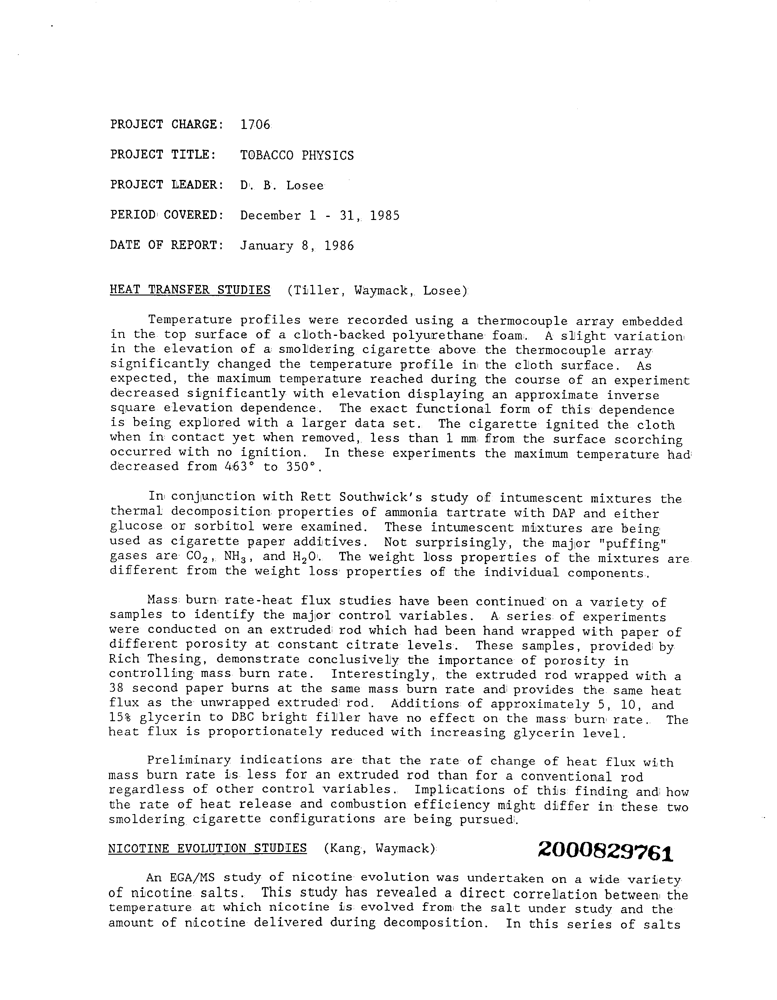 PROJECT CHARGE: 1706
PROJECT TITLE: TOBACCO PHYSICS
PROJECT LEADER: D. B. Losee
PERIOD COVERED: December 1 - 31, 1985
DATE OF REPORT: January 8, 1986
HEAT TRANSFER STUDIES (Tiller, Waymack, Losee)
Temperature profiles were recorded using a thermocouple array embedded
in the top surface of a cloth-backed polyurethane foam. A slight variation
in the elevation of a smoldering cigarette above the thermocouple array
significantly changed the temperature profile in the cloth surface. As
expected, the maximum temperature reached during the course of an experiment
decreased significantly with elevation displaying an approximate inverse
square elevation dependence. The exact functional form of this dependence
is being explored with a larger data set. The cigarette ignited the cloth
when in contact yet when removed, less than 1 mm from the surface scorching
occurred with no ignition. In these experiments the maximum temperature had
decreased from 463° to 350°.
In conjunction with Rett Southwick's study of intumescent mixtures the
thermal decomposition properties of ammonia tartrate with DAP and either
glucose or sorbitol were examined. These intumescent mixtures are being
used as cigarette paper additives. Not surprisingly, the major "puffing"
gases are CO₂, NH₃, and H₂O. The weight loss properties of the mixtures are
different from the weight loss properties of the individual components.
Mass burn rate-heat flux studies have been continued on a variety of
samples to identify the major control variables. A series of experiments
were conducted on an extruded rod which had been hand wrapped with paper of
different porosity at constant citrate levels. These samples, provided by
Rich Thesing, demonstrate conclusively the importance of porosity in
controlling mass burn rate. Interestingly, the extruded rod wrapped with a
38 second paper burns at the same mass burn rate and provides the same heat
flux as the unwrapped extruded rod. Additions of approximately 5, 10, and
15% glycerin to DBC bright filler have no effect on the mass burn rate. The
heat flux is proportionately reduced with increasing glycerin level.
Preliminary indications are that the rate of change of heat flux with
mass burn rate is less for an extruded rod than for a conventional rod
regardless of other control variables. Implications of this finding and how
the rate of heat release and combustion efficiency might differ in these two
smoldering cigarette configurations are being pursued.
NICOTINE EVOLUTION STUDIES (Kang, Waymack)
2000829761
An EGA/MS study of nicotine evolution was undertaken on a wide variety
of nicotine salts. This study has revealed a direct correlation between the
temperature at which nicotine is evolved from the salt under study and the
amount of nicotine delivered during decomposition. In this series of salts